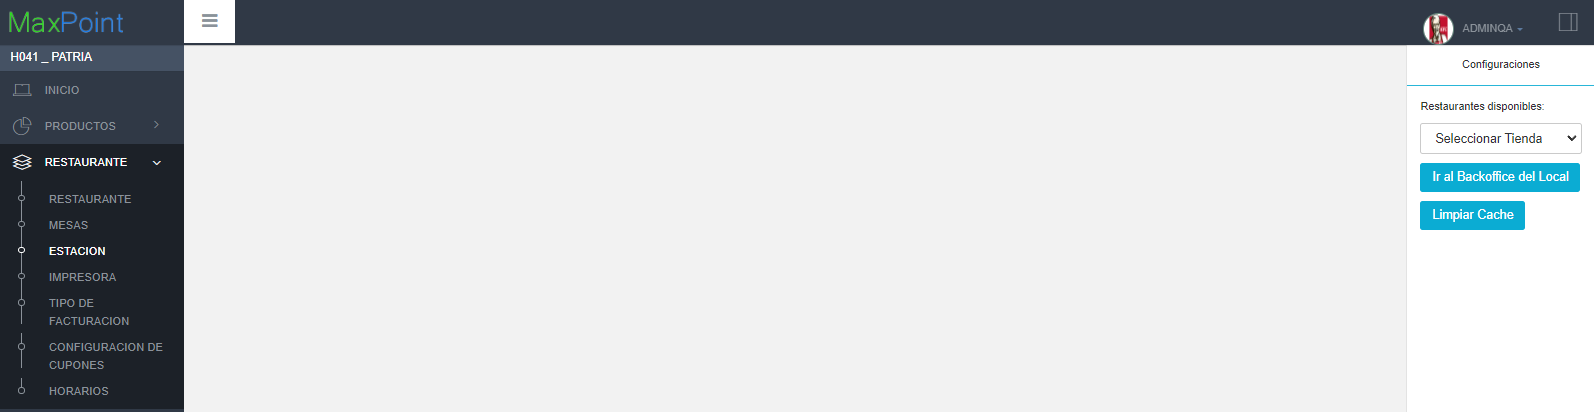 MaxPoint
ADMINQA
H041 _ PATRIA
INICIO
PRODUCTOS
RESTAURANTE
RESTAURANTE
MESAS
ESTACION
IMPRESORA
TIPO DE
FACTURACION
CONFIGURACION DE
CUPONES
HORARIOS
Configuraciones
Restaurantes disponibles:
Seleccionar Tienda
Ir al Backoffice del Local
Limpiar Cache